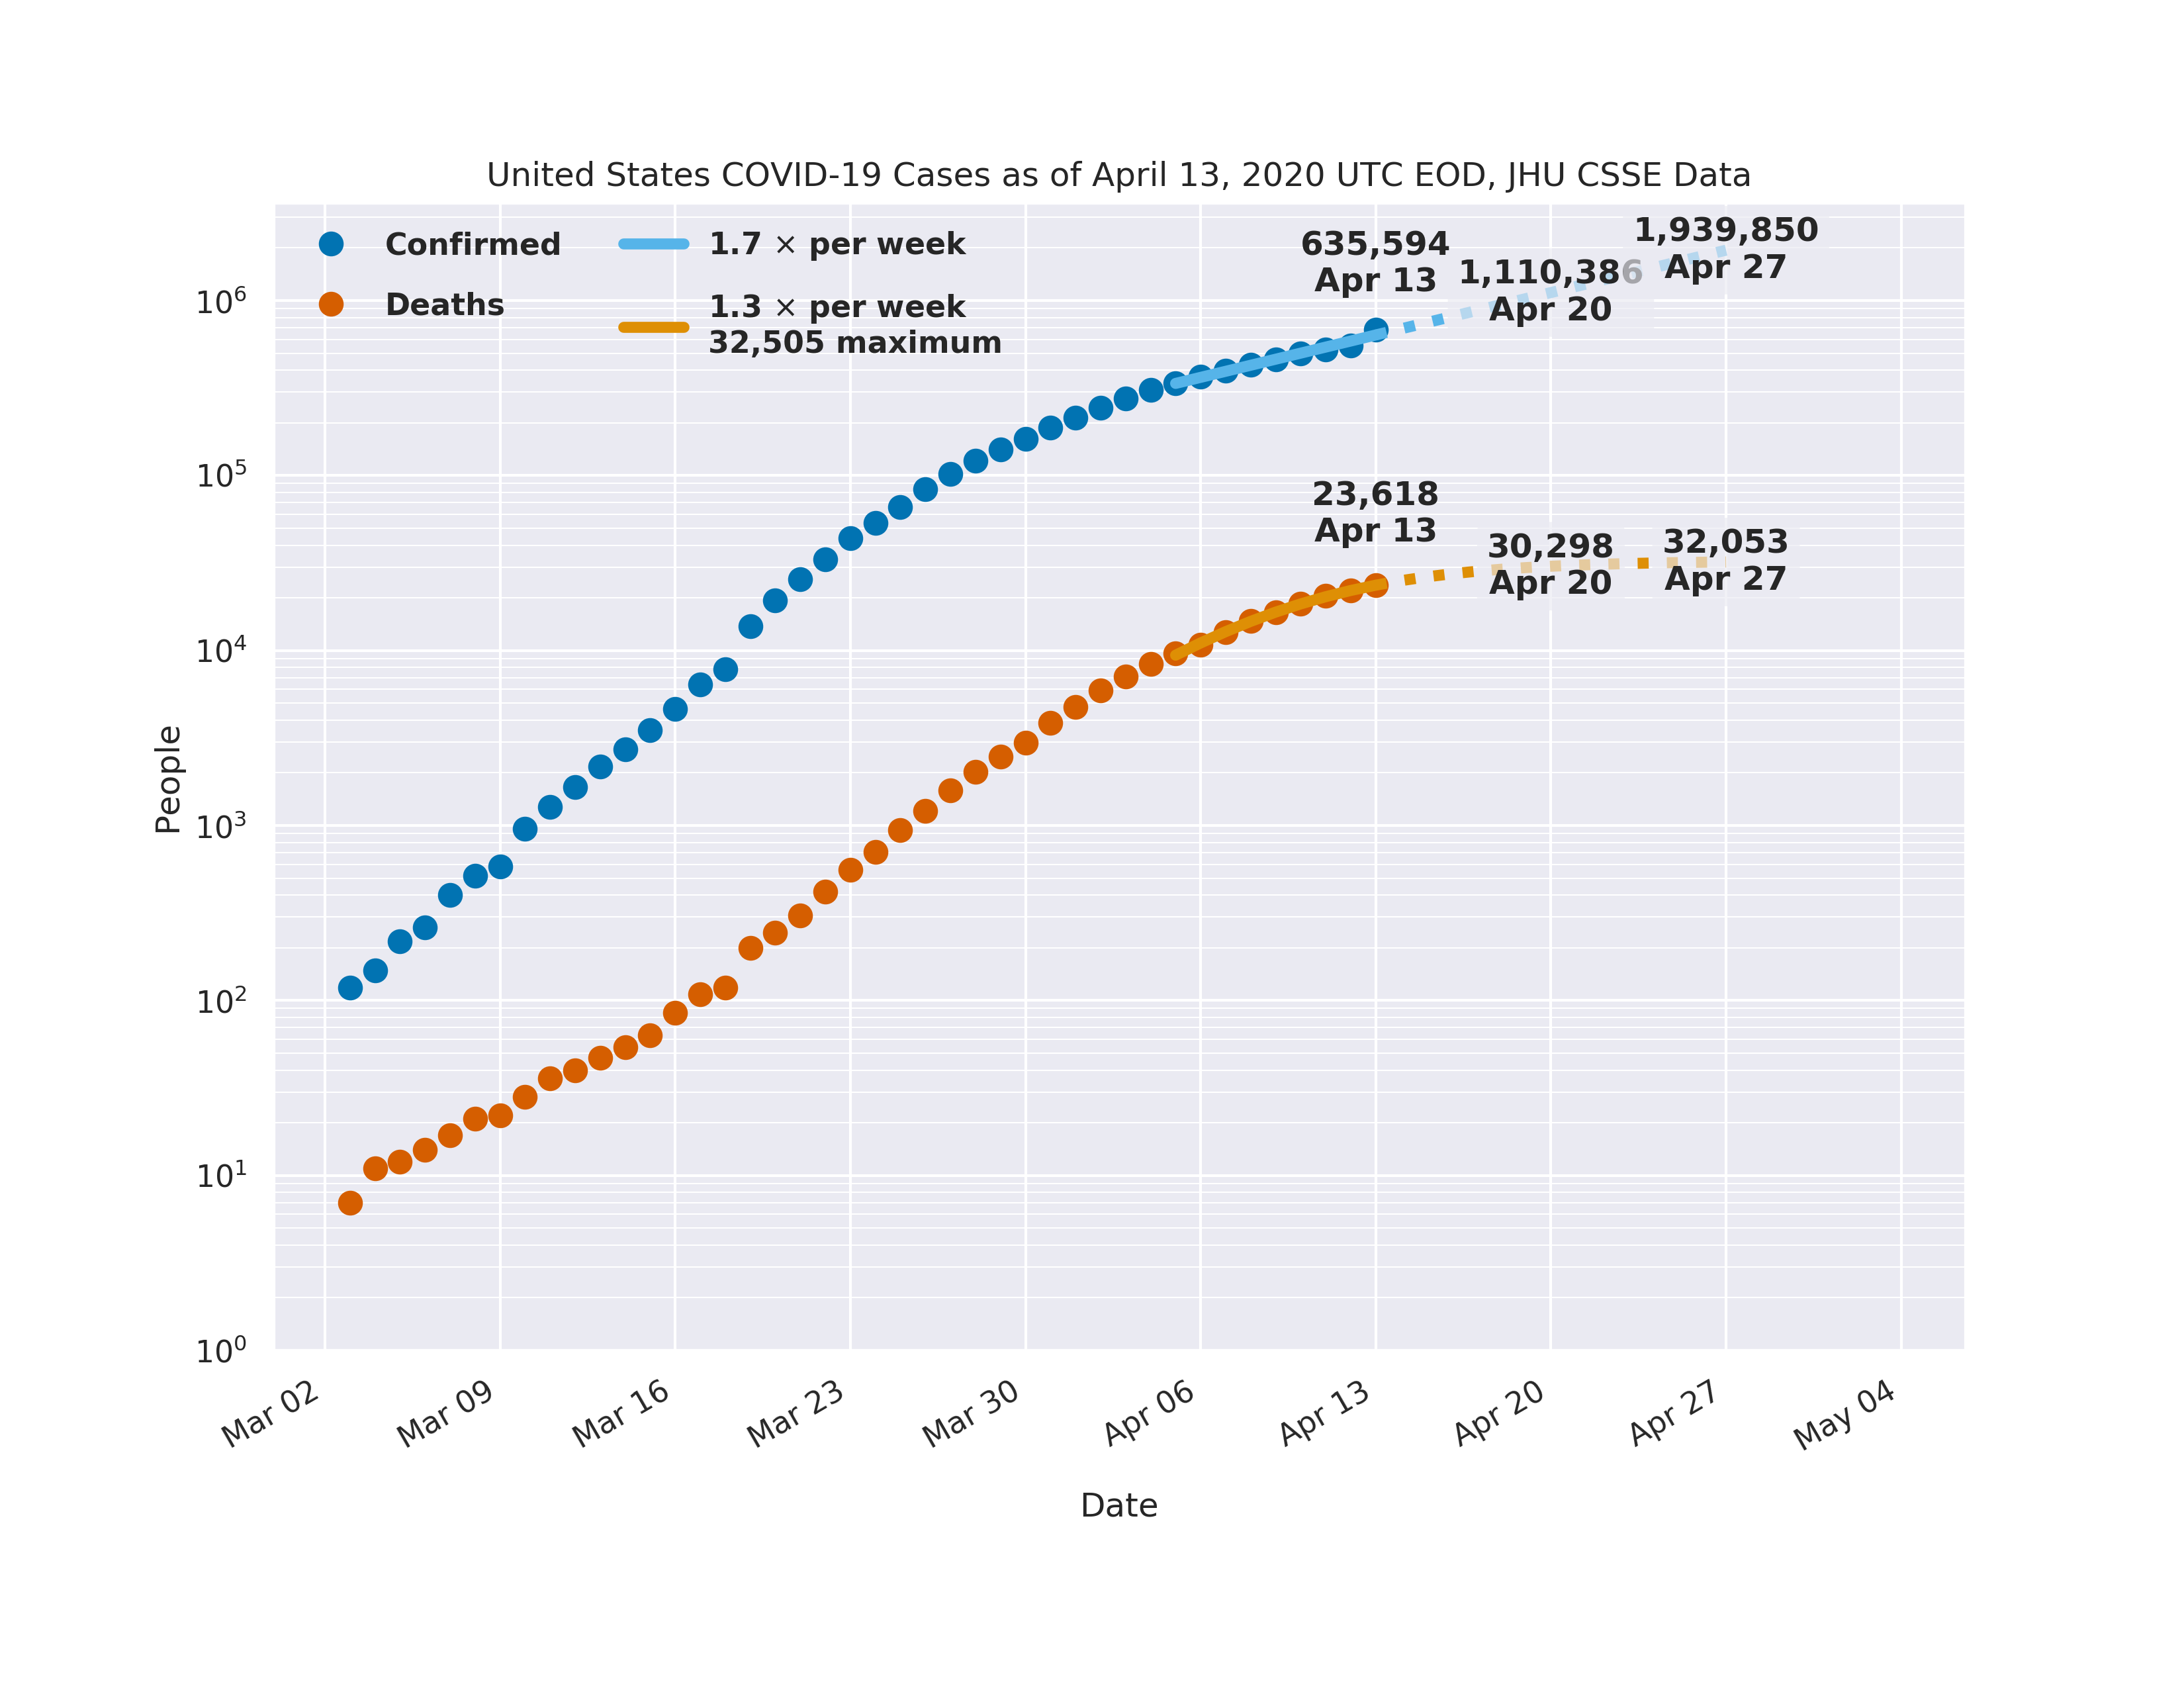 United States COVID-19 Cases as of April 13, 2020 UTC EOD, JHU CSSE Data
Confirmed
Deaths
1.7 × per week
1.3 × per week
32,505 maximum
635,594
Apr 13
1,110,386
Apr 20
1,939,850
Apr 27
23,618
Apr 13
30,298
Apr 20
32,053
Apr 27
People
10⁶
10⁵
10⁴
10³
10²
10¹
10⁰
Mar 02
Mar 09
Mar 16
Mar 23
Mar 30
Apr 06
Apr 13
Apr 20
Apr 27
May 04
Date